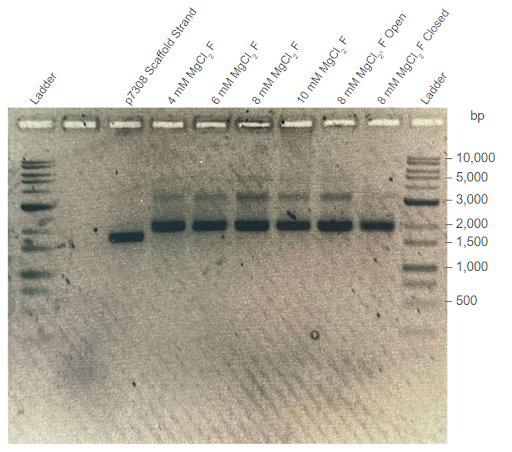 Ladder
p7308 Scaffold Strand
4 mM MgCl2 F
6 mM MgCl2 F
8 mM MgCl2 F
10 mM MgCl2 F
8 mM MgCl2, F Open
8 mM MgCl2 F Closed
Ladder
bp
10,000
5,000
3,000
2,000
1,500
1,000
500